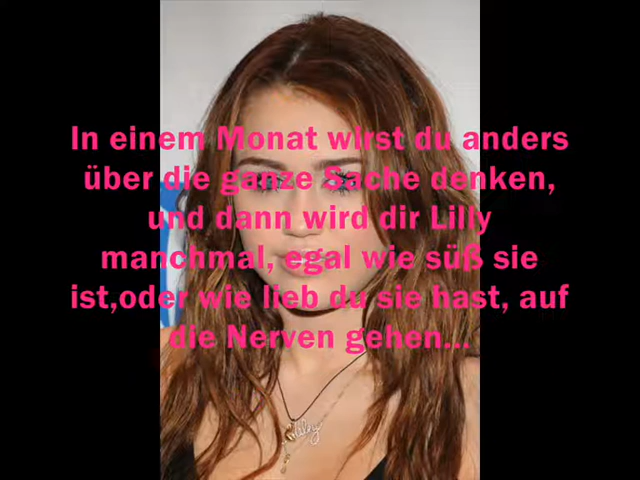 In einem Monat wirst du anders
über die ganze Sache denken,
und dann wird dir Lilly
manchmal, egal wie süß sie
ist,oder wie lieb du sie hast, auf
die Nerven gehen...